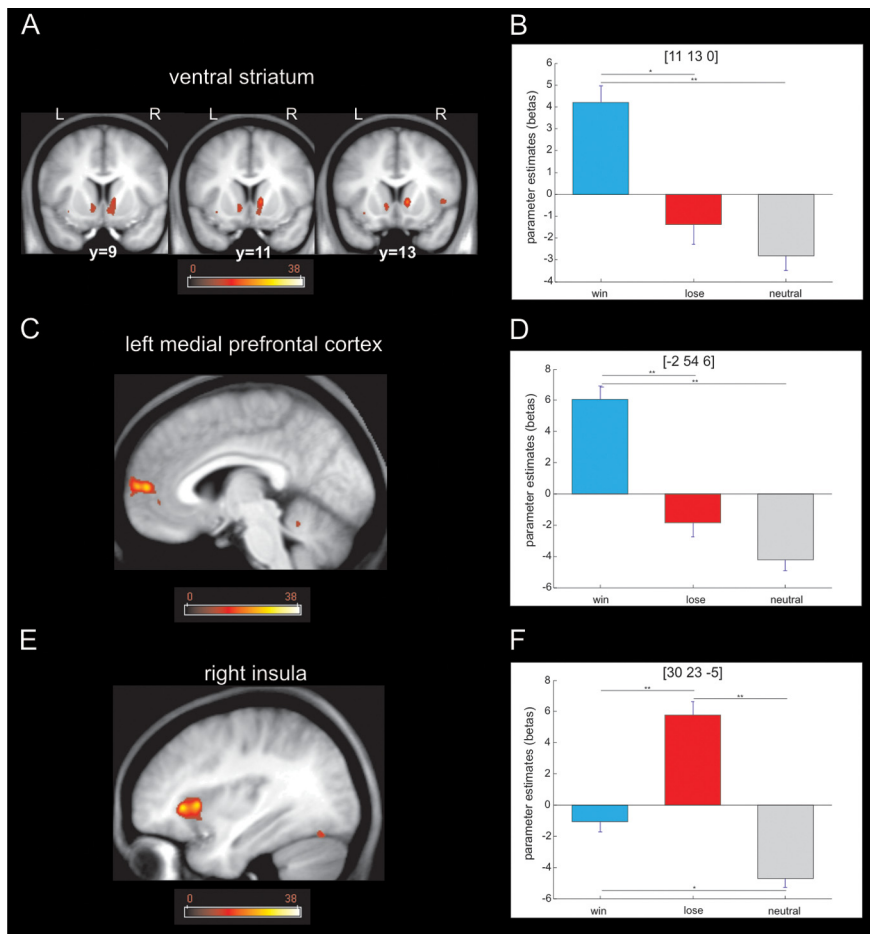 A
ventral striatum
L R L R
y=9 y=11 y=13
0 38
B
[11 13 0]
* 
**
parameter estimates (betas)
6
5
4
3
2
1
0
-1
-2
-3
-4
win lose neutral
C
left medial prefrontal cortex
0 38
D
[-2 54 6]
**
**
parameter estimates (betas)
8
6
4
2
0
-2
-4
-6
win lose neutral
E
right insula
0 38
F
[30 23 -5]
** **
parameter estimates (betas)
8
6
4
2
0
-2
-4
-6
*
win lose neutral